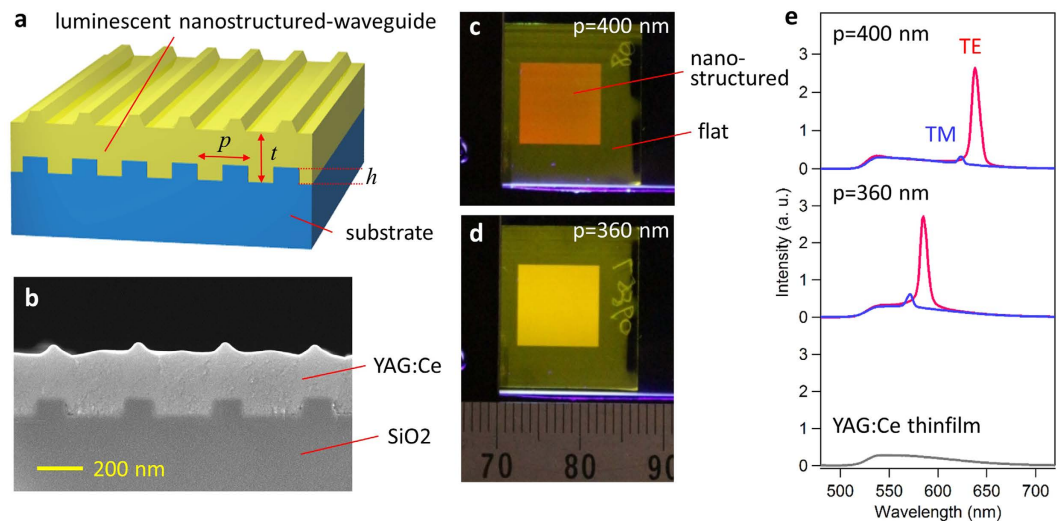 a
luminescent nanostructured-waveguide
p
t
h
substrate
b
YAG:Ce
SiO2
200 nm
c
p=400 nm
nano-
structured
flat
d
p=360 nm
70
80
90
e
p=400 nm
TE
TM
3
2
1
0
p=360 nm
3
2
1
0
YAG:Ce thinfilm
3
2
1
0
Intensity (a. u.)
500
550
600
650
700
Wavelength (nm)